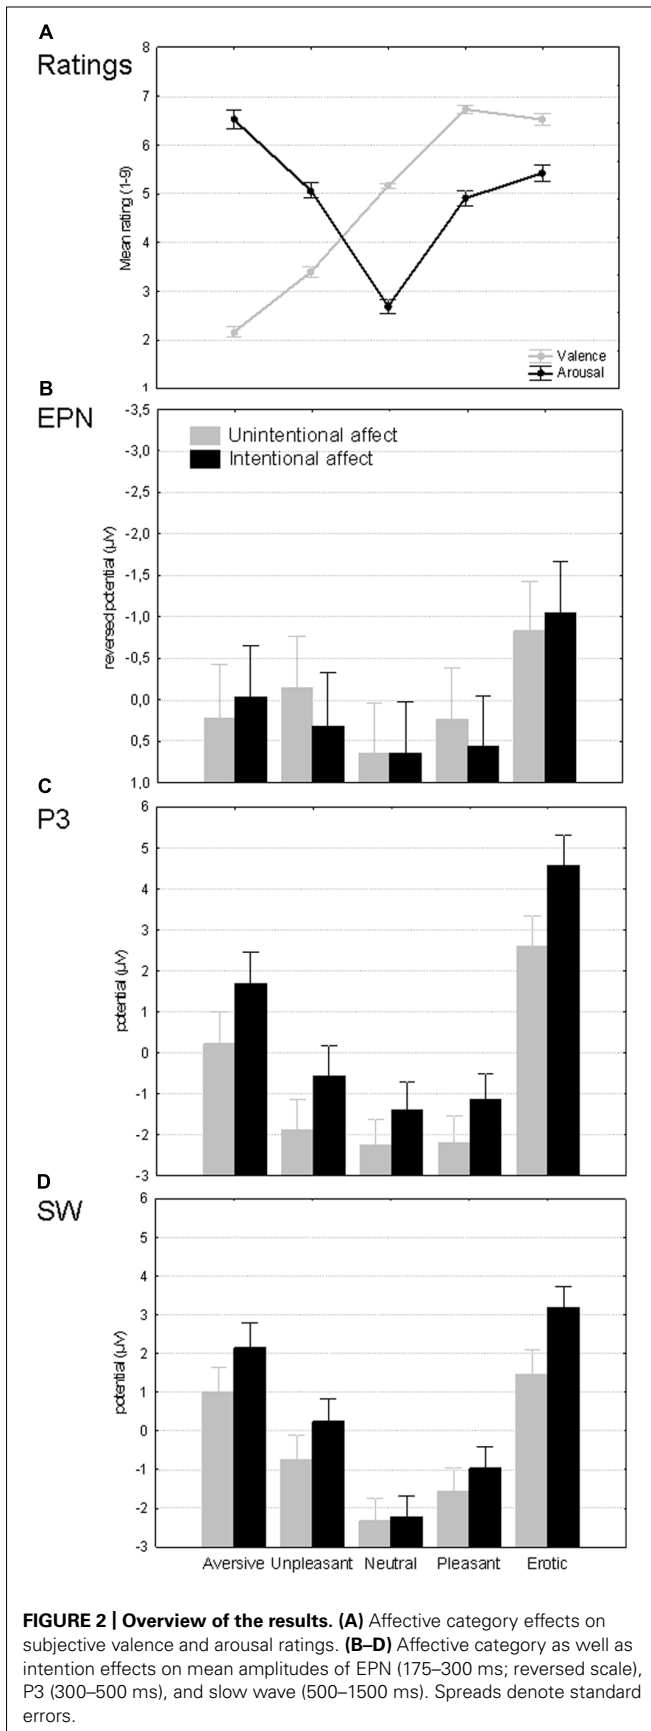 A
Ratings
8
7
6
5
4
3
2
1
Mean rating (1-9)
Valence
Arousal
B
EPN
-3,5
-3,0
-2,5
-2,0
-1,5
-1,0
-0,5
0,0
0,5
1,0
reversed potential (µV)
Unintentional affect
Intentional affect
C
P3
6
5
4
3
2
1
0
-1
-2
-3
potential (µV)
D
SW
6
5
4
3
2
1
0
-1
-2
-3
potential (µV)
Aversive Unpleasant Neutral Pleasant Erotic
FIGURE 2 | Overview of the results. (A) Affective category effects on
subjective valence and arousal ratings. (B–D) Affective category as well as
intention effects on mean amplitudes of EPN (175–300 ms; reversed scale),
P3 (300–500 ms), and slow wave (500–1500 ms). Spreads denote standard
errors.